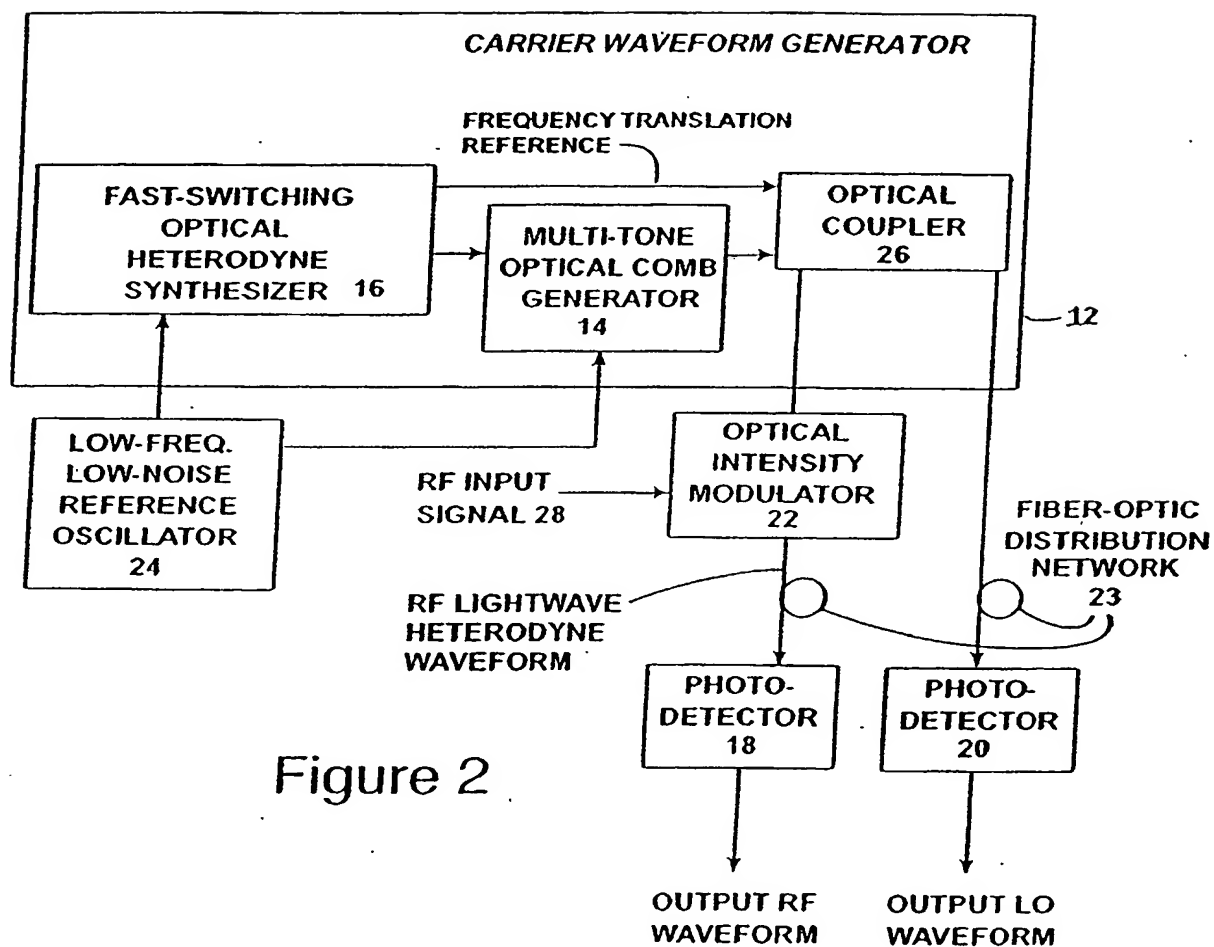 CARRIER WAVEFORM GENERATOR
FREQUENCY TRANSLATION
REFERENCE
FAST-SWITCHING
OPTICAL
HETERODYNE
SYNTHESIZER 16
MULTI-TONE
OPTICAL COMB
GENERATOR
14
OPTICAL
COUPLER
26
12
LOW-FREQ.
LOW-NOISE
REFERENCE
OSCILLATOR
24
RF INPUT
SIGNAL 28
OPTICAL
INTENSITY
MODULATOR
22
FIBER-OPTIC
DISTRIBUTION
NETWORK
23
RF LIGHTWAVE
HETERODYNE
WAVEFORM
PHOTO-
DETECTOR
18
PHOTO-
DETECTOR
20
Figure 2
OUTPUT RF
WAVEFORM
OUTPUT LO
WAVEFORM